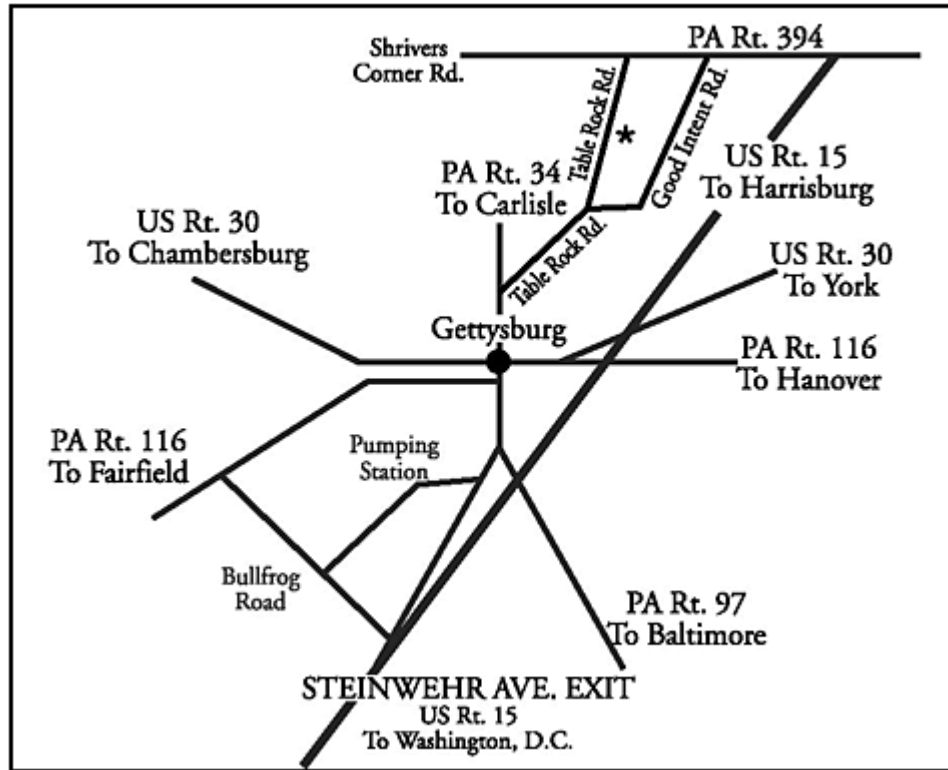 Shrivers
Corner Rd.
PA Rt. 394
Table Rock Rd.
*
Good Intent Rd.
US Rt. 15
To Harrisburg
PA Rt. 34
To Carlisle
US Rt. 30
To Chambersburg
Table Rock Rd.
US Rt. 30
To York
Gettysburg
PA Rt. 116
To Hanover
PA Rt. 116
To Fairfield
Pumping
Station
Bullfrog
Road
PA Rt. 97
To Baltimore
STEINWEHR AVE. EXIT
US Rt. 15
To Washington, D.C.